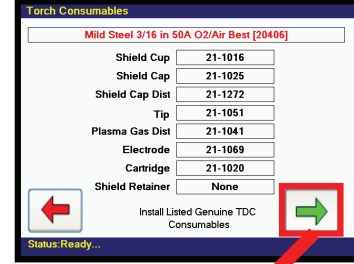 Torch Consumables
Mild Steel 3/16 in 50A O2/Air Best [20406]
Shield Cup 21-1016
Shield Cap 21-1025
Shield Cap Dist 21-1272
Tip 21-1051
Plasma Gas Dist 21-1041
Electrode 21-1069
Cartridge 21-1020
Shield Retainer None
Install Listed Genuine TDC
Consumables
Status:Ready...